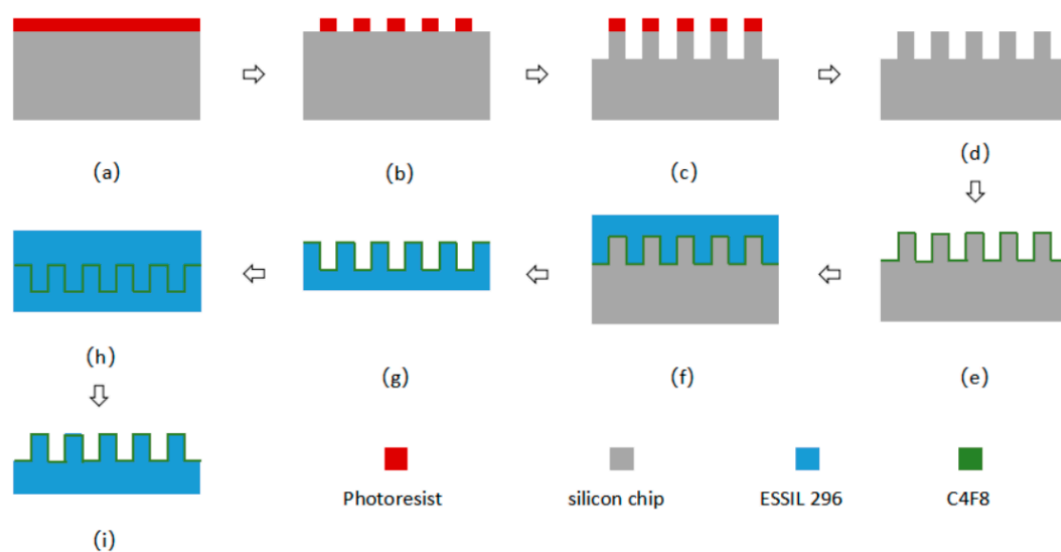 (a)
(b)
(c)
(d)
(h)
(g)
(f)
(e)
(i)
Photoresist
silicon chip
ESSIL 296
C4F8